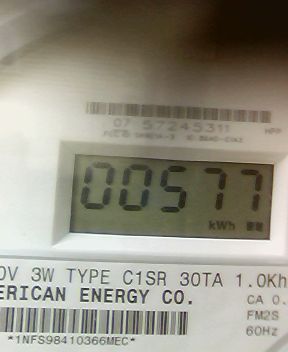 07 57245311
00577
kWh
0V 3W TYPE C1SR 30TA 1.0Kh
ERICAN ENERGY CO.
CA 0.
FM2S
60Hz
*1NFS98410366MEC*